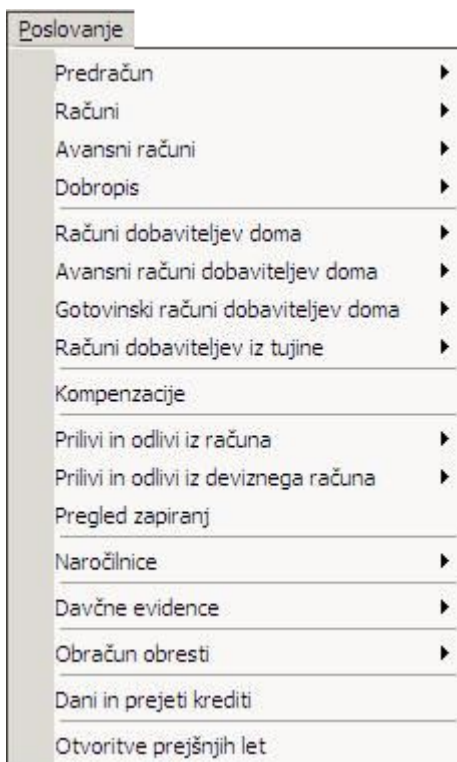 Poslovanje
Predračun
Računi
Avansni računi
Dobropis
Računi dobaviteljev doma
Avansni računi dobaviteljev doma
Gotovinski računi dobaviteljev doma
Računi dobaviteljev iz tujine
Kompenzacije
Prilivi in odlivi iz računa
Prilivi in odlivi iz deviznega računa
Pregled zapiranj
Naročilnice
Davčne evidence
Obračun obresti
Dani in prejeti krediti
Otvoritve prejšnjih let